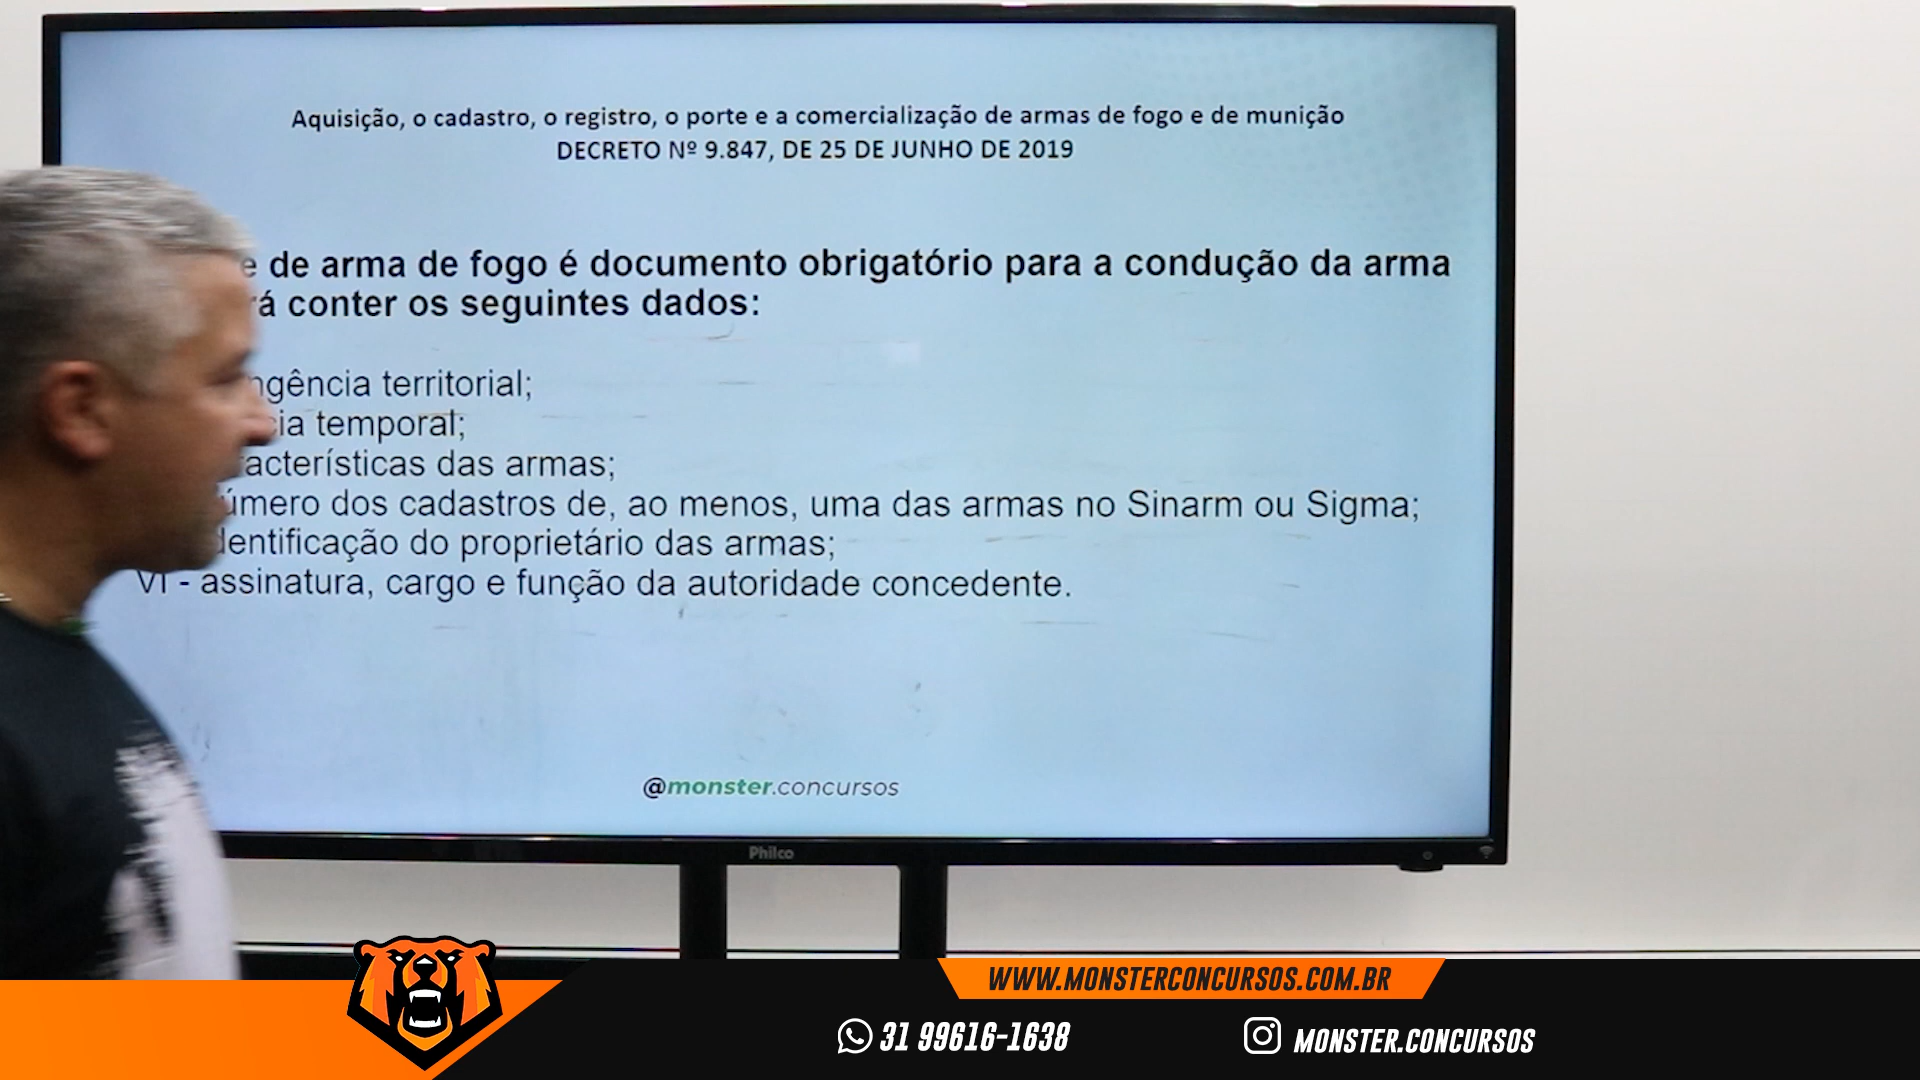 Aquisição, o cadastro, o registro, o porte e a comercialização de armas de fogo e de munição
DECRETO Nº 9.847, DE 25 DE JUNHO DE 2019
de arma de fogo é documento obrigatório para a condução da arma
conter os seguintes dados:
territorial;
temporal;
das armas;
dos cadastros de, ao menos, uma das armas no Sinarm ou Sigma;
do proprietário das armas;
VI - assinatura, cargo e função da autoridade concedente.
@monster.concursos
Philco
WWW.MONSTERCONCURSOS.COM.BR
31 99616-1638
MONSTER.CONCURSOS